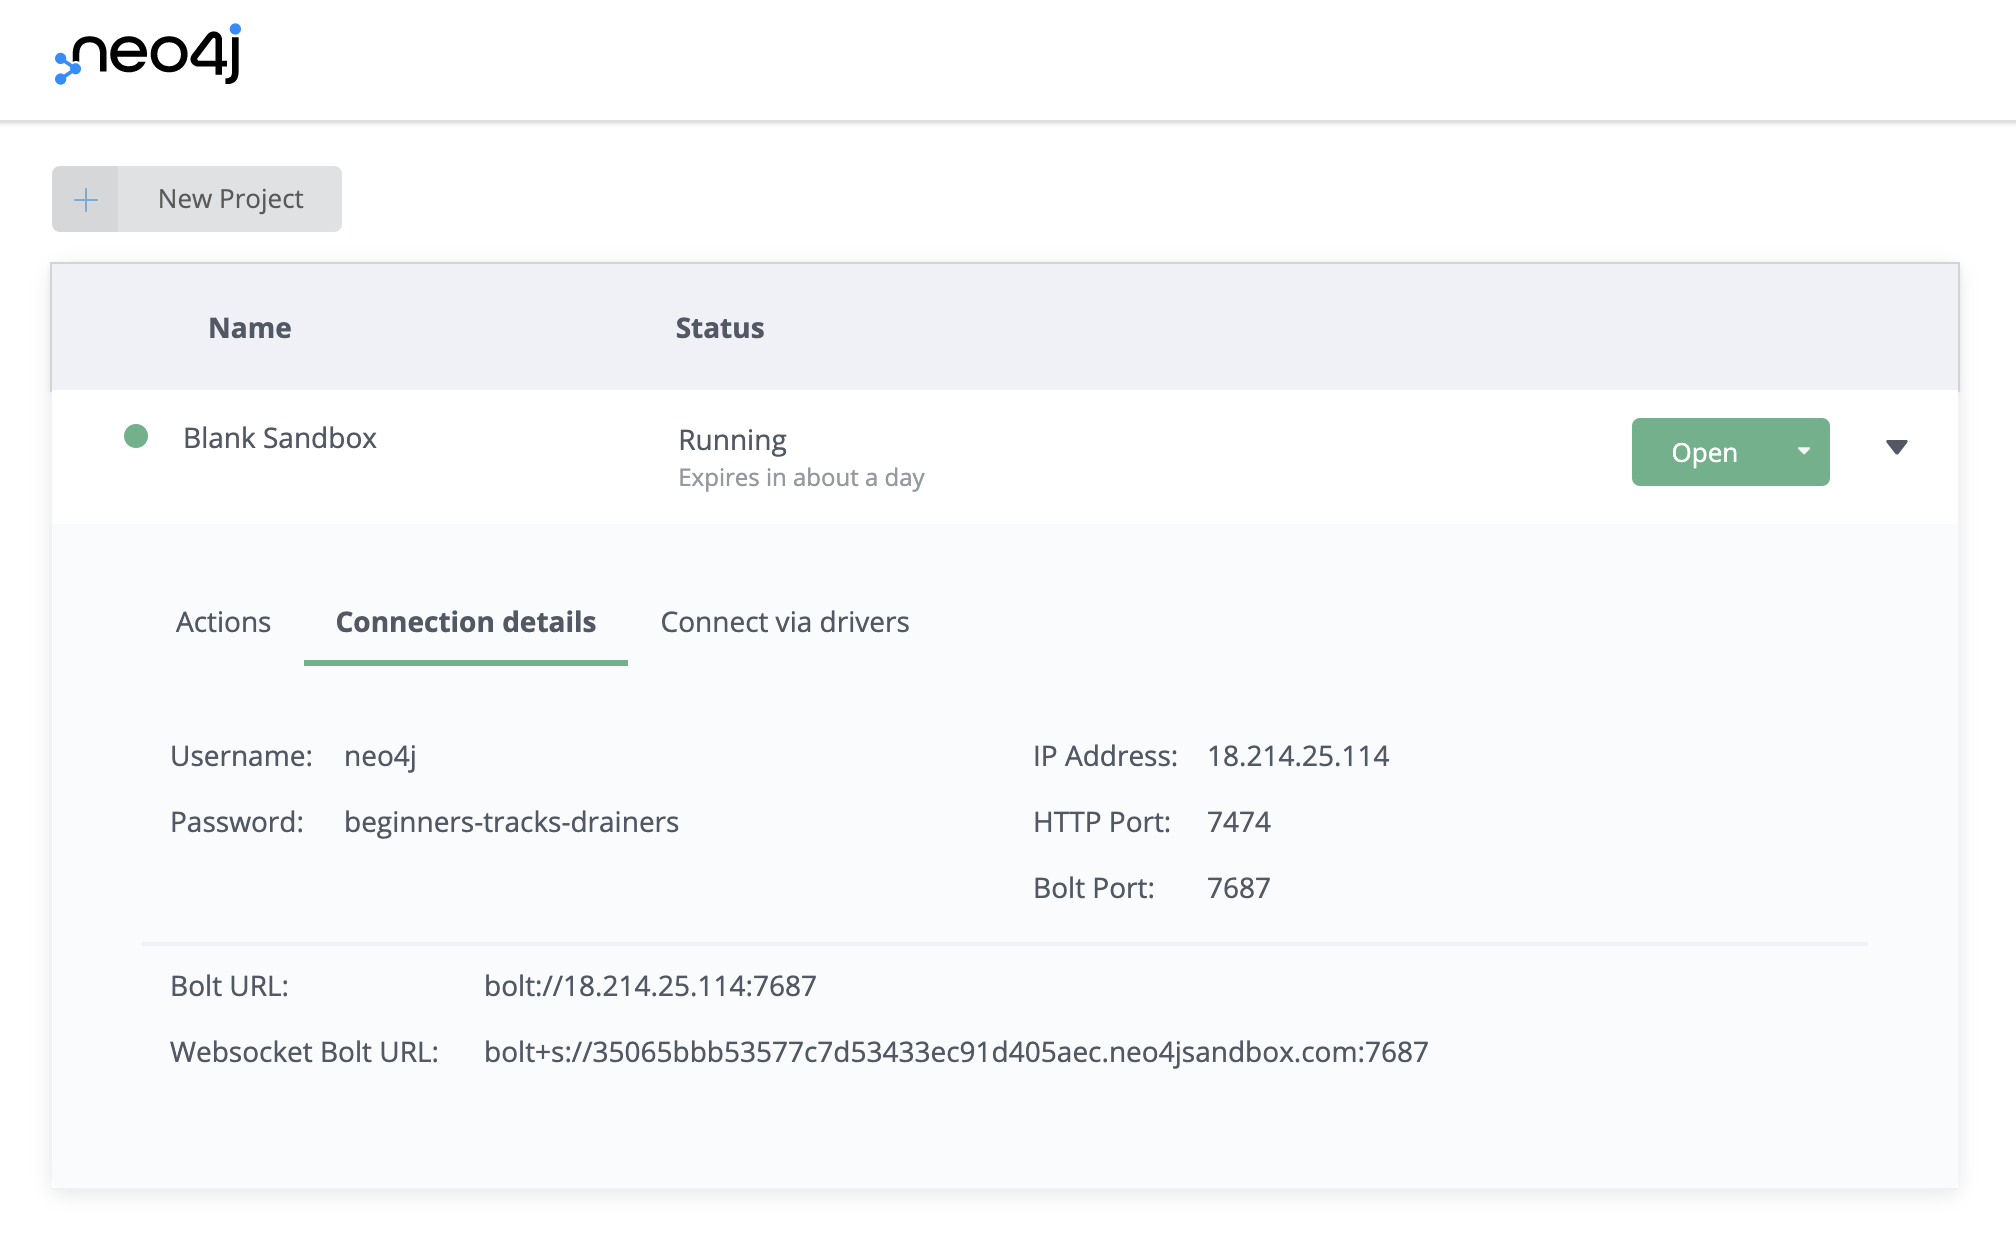 neo4j
New Project
Name Status
Blank Sandbox Running Open
Expires in about a day
Actions Connection details Connect via drivers
Username: neo4j IP Address: 18.214.25.114
Password: beginners-tracks-drainers HTTP Port: 7474
Bolt Port: 7687
Bolt URL: bolt://18.214.25.114:7687
Websocket Bolt URL: bolt+s://35065bbb53577c7d53433ec91d405aec.neo4jsandbox.com:7687